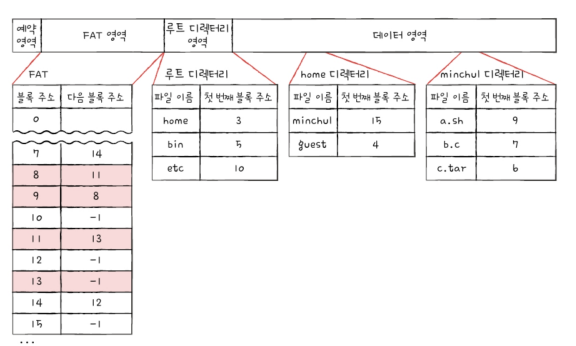 예약 영역 FAT 영역 루트 디렉터리 영역 데이터 영역
FAT
블록 주소 다음 블록 주소
0
7 14
8 11
9 8
10 -1
11 13
12 -1
13 -1
14 12
15 -1
...
루트 디렉터리
파일 이름 첫 번째 블록 주소
home 3
bin 5
etc 10
home 디렉터리
파일 이름 첫 번째 블록 주소
minchul 15
guest 4
minchul 디렉터리
파일 이름 첫 번째 블록 주소
a.sh 9
b.c 7
c.tar 6